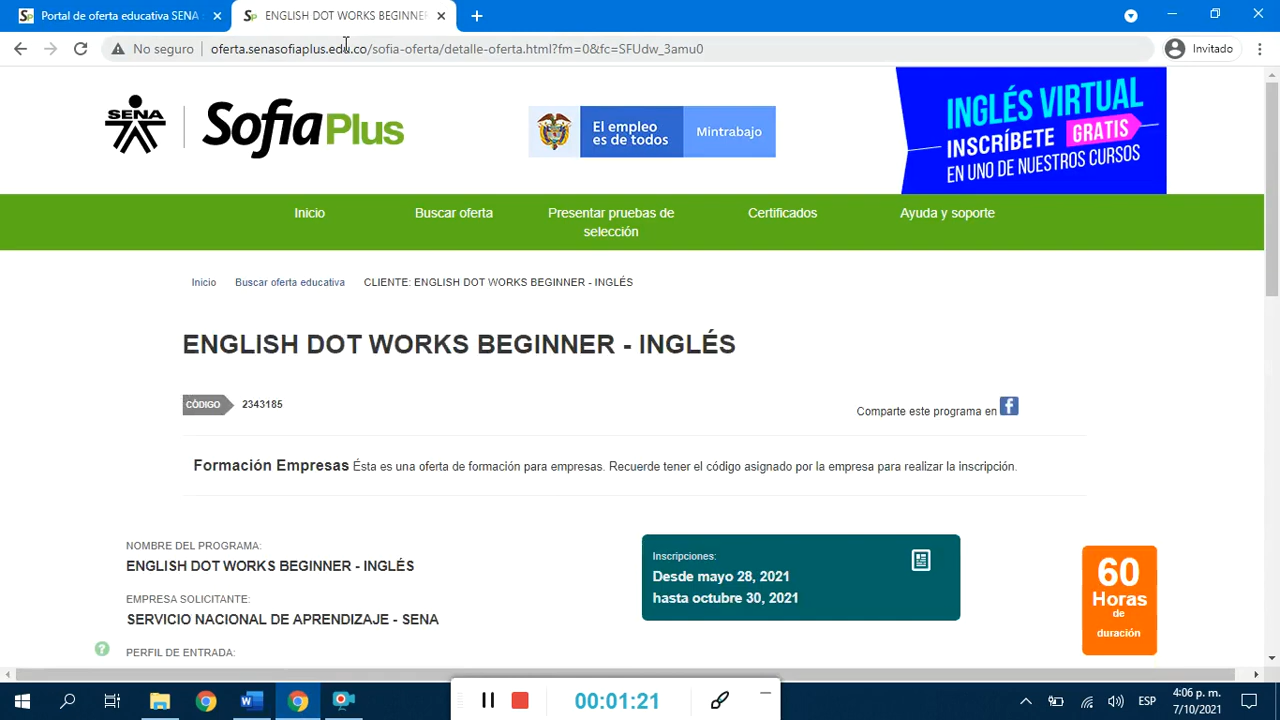 Portal de oferta educativa SENA
ENGLISH DOT WORKS BEGINNER
No seguro
oferta.senasofiaplus.edu.co/sofia-oferta/detalle-oferta.html?fm=0&fc=SFUdw_3amu0
Invitado
SENA
SofiaPlus
El empleo
es de todos
Mintrabajo
INGLÉS VIRTUAL
INSCRÍBETE GRATIS
EN UNO DE NUESTROS CURSOS
Inicio
Buscar oferta
Presentar pruebas de
selección
Certificados
Ayuda y soporte
Inicio
Buscar oferta educativa
CLIENTE: ENGLISH DOT WORKS BEGINNER - INGLÉS
ENGLISH DOT WORKS BEGINNER - INGLÉS
CÓDIGO
2343185
Comparte este programa en
Formación Empresas Ésta es una oferta de formación para empresas. Recuerde tener el código asignado por la empresa para realizar la inscripción.
NOMBRE DEL PROGRAMA:
ENGLISH DOT WORKS BEGINNER - INGLÉS
EMPRESA SOLICITANTE:
SERVICIO NACIONAL DE APRENDIZAJE - SENA
PERFIL DE ENTRADA:
Inscripciones:
Desde mayo 28, 2021
hasta octubre 30, 2021
60
Horas
de
duración
00:01:21
ESP
4:06 p. m.
7/10/2021